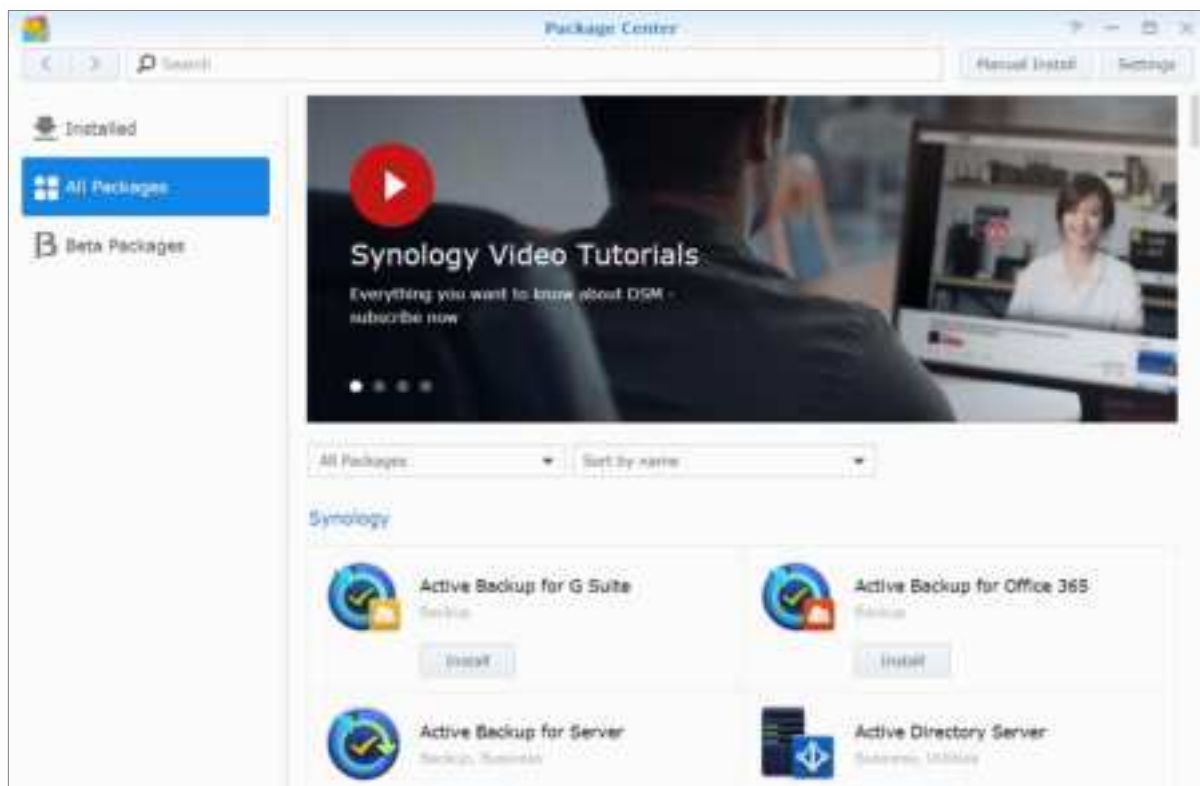 Package Center
Search
Manual Install
Settings
Installed
All Packages
Beta Packages
Synology Video Tutorials
Everything you want to know about DSM -
subscribe now
All Packages
Sort by name
Synology
Active Backup for G Suite
Backup
Install
Active Backup for Office 365
Backup
Install
Active Backup for Server
Backup, Business
Active Directory Server
Business, Utilities